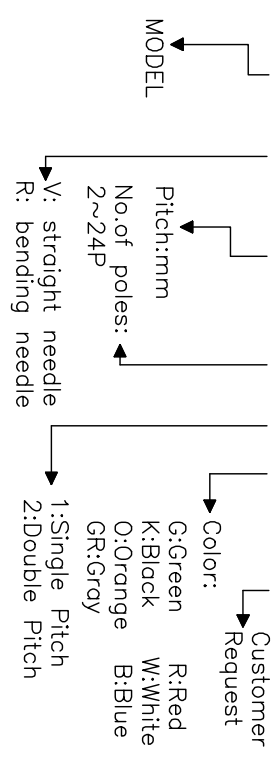 MODEL
Pitch:mm
No.of poles:
2~24P
V: straight needle
R: bending needle
Customer
Request
Color:
G:Green R:Red
K:Black W:White
O:Orange B:Blue
GR:Gray
1:Single Pitch
2:Double Pitch